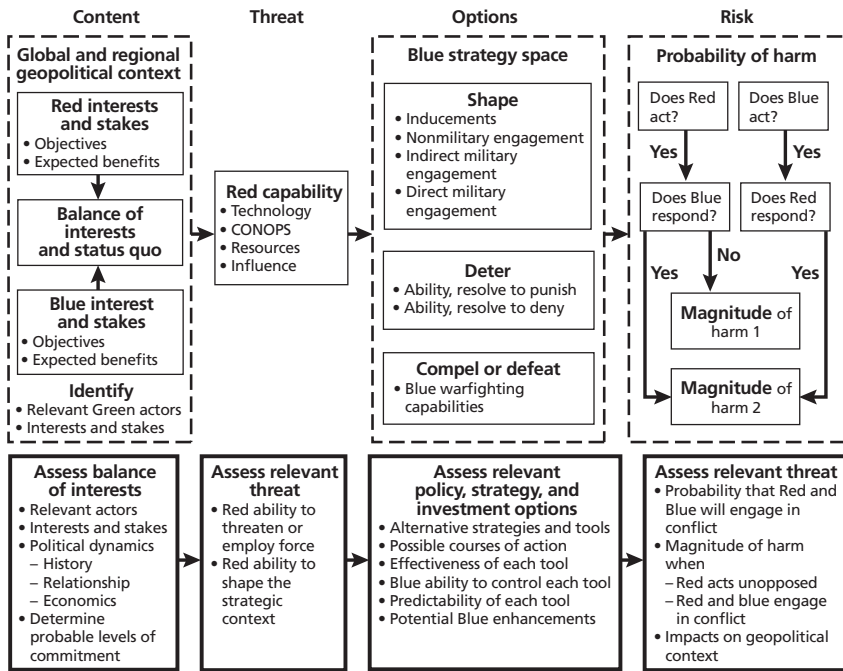 Content
Threat
Options
Risk
Global and regional
geopolitical context
Red interests
and stakes
• Objectives
• Expected benefits
Balance of
interests
and status quo
Blue interest
and stakes
• Objectives
• Expected benefits
Identify
• Relevant Green actors
• Interests and stakes
Red capability
• Technology
• CONOPS
• Resources
• Influence
Blue strategy space
Shape
• Inducements
• Nonmilitary engagement
• Indirect military
engagement
• Direct military
engagement
Deter
• Ability, resolve to punish
• Ability, resolve to deny
Compel or defeat
• Blue warfighting
capabilities
Probability of harm
Does Red
act?
Does Blue
act?
Yes
Yes
Does Blue
respond?
Does Red
respond?
Yes
No
Yes
Magnitude of
harm 1
Magnitude of
harm 2
Assess balance
of interests
• Relevant actors
• Interests and stakes
• Political dynamics
– History
– Relationship
– Economics
• Determine
probable levels of
commitment
Assess relevant
threat
• Red ability to
threaten or
employ force
• Red ability to
shape the
strategic
context
Assess relevant
policy, strategy, and
investment options
• Alternative strategies and tools
• Possible courses of action
• Effectiveness of each tool
• Blue ability to control each tool
• Predictability of each tool
• Potential Blue enhancements
Assess relevant threat
• Probability that Red and
Blue will engage in
conflict
• Magnitude of harm
when
– Red acts unopposed
– Red and blue engage
in conflict
• Impacts on geopolitical
context